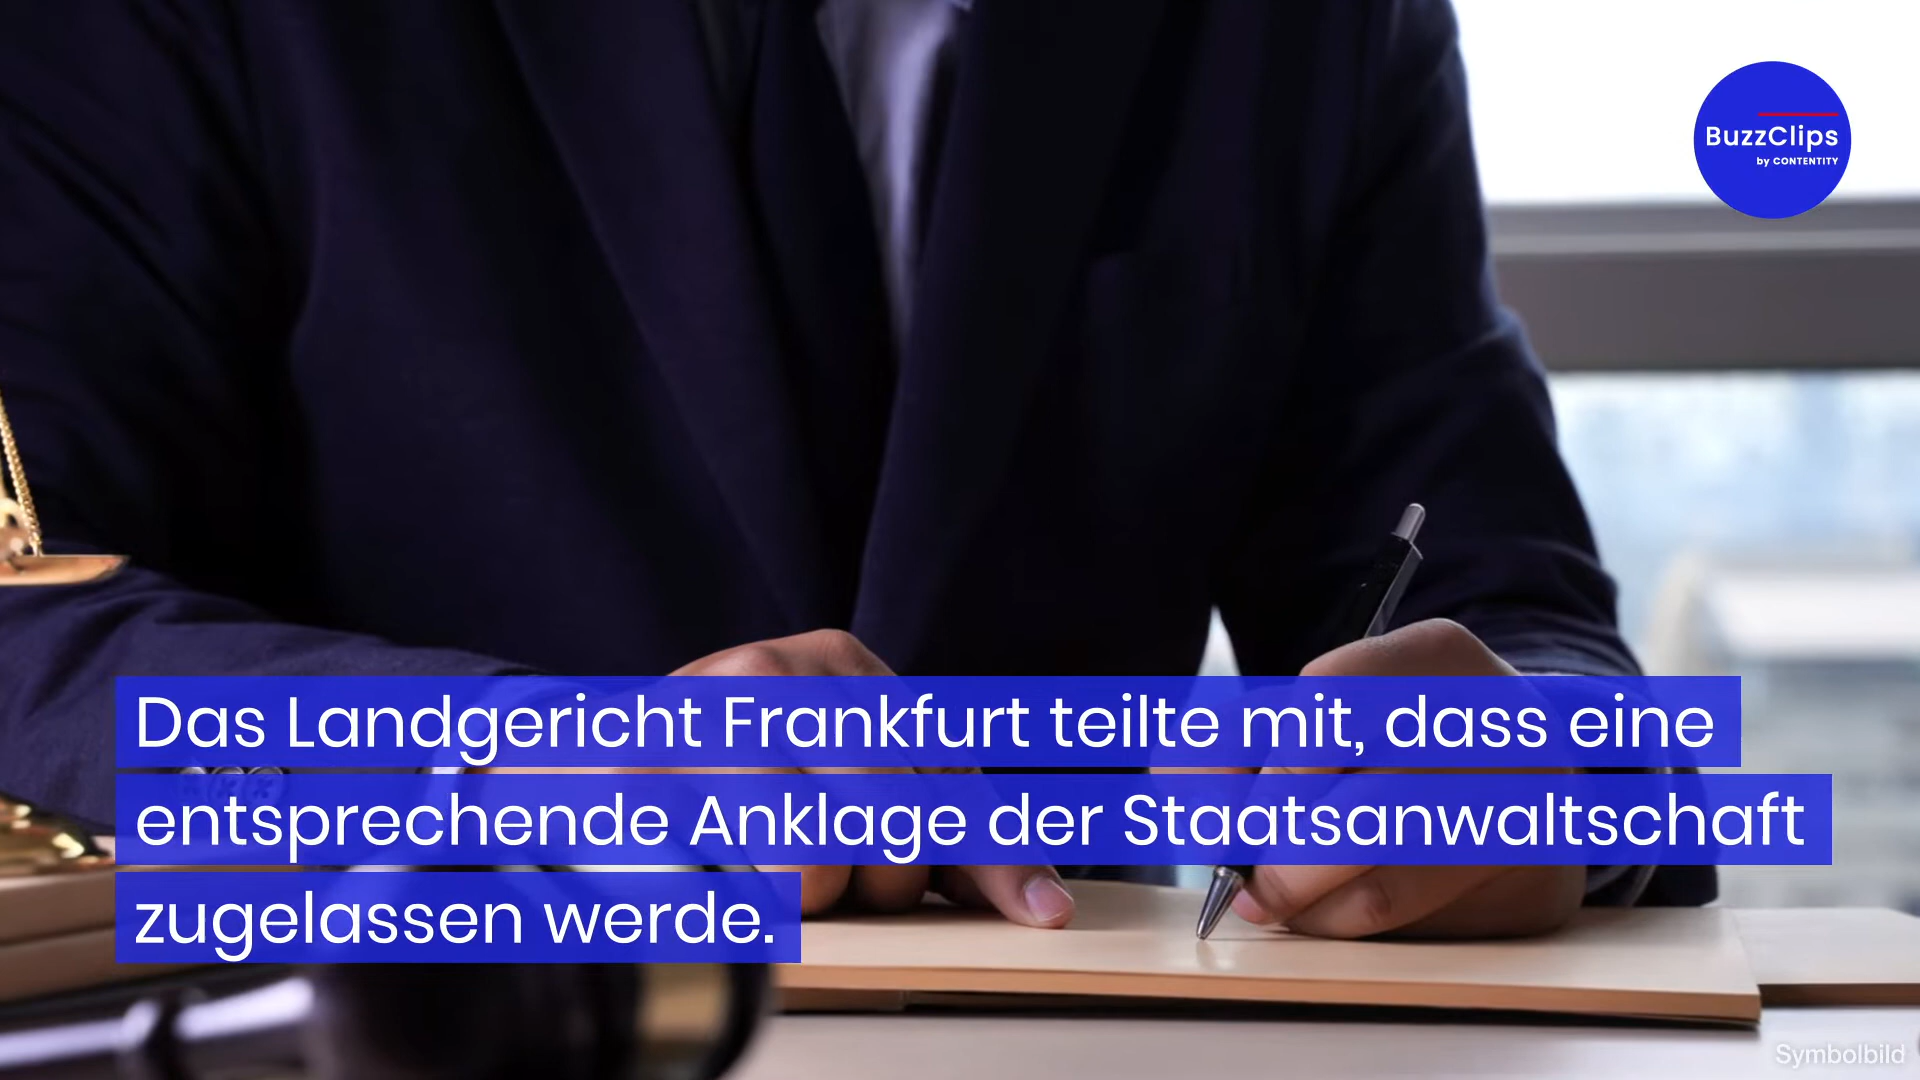 BuzzClips
by CONTENTITY
Das Landgericht Frankfurt teilte mit, dass eine
entsprechende Anklage der Staatsanwaltschaft
zugelassen werde.
Symbolbild